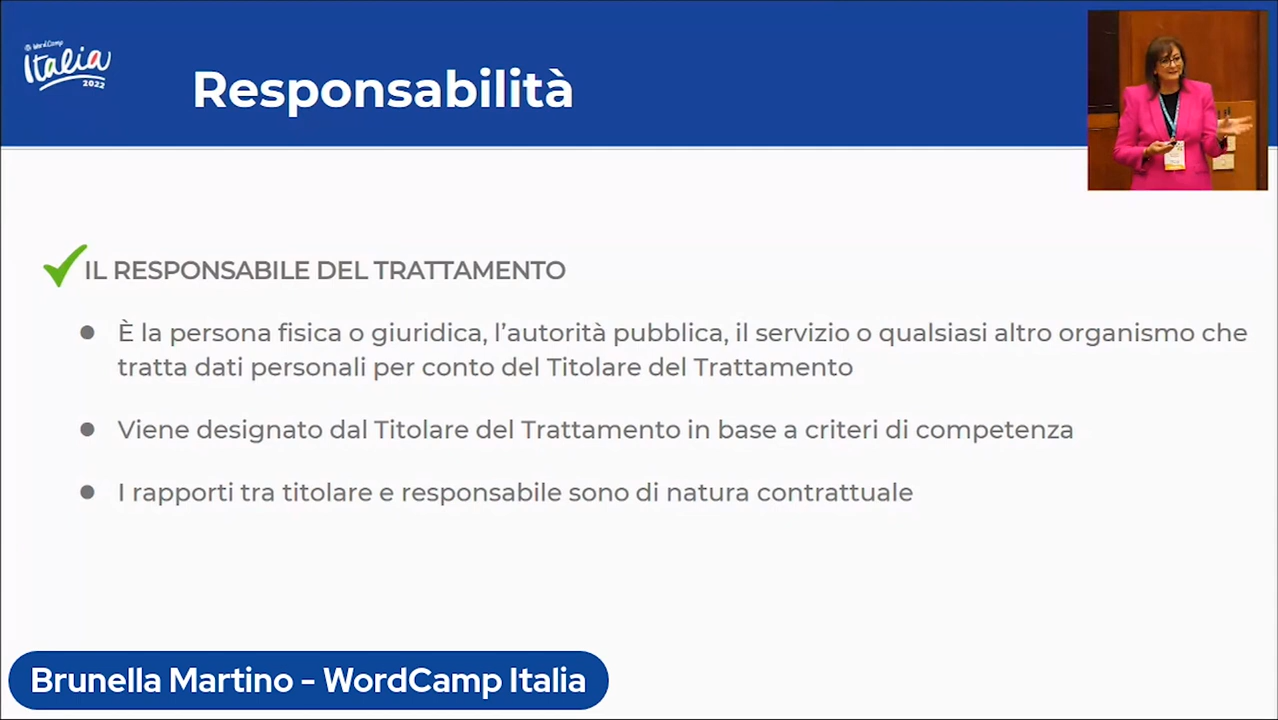 WordCamp
Italia
2022
Responsabilità
IL RESPONSABILE DEL TRATTAMENTO
È la persona fisica o giuridica, l’autorità pubblica, il servizio o qualsiasi altro organismo che
tratta dati personali per conto del Titolare del Trattamento
Viene designato dal Titolare del Trattamento in base a criteri di competenza
I rapporti tra titolare e responsabile sono di natura contrattuale
Brunella Martino - WordCamp Italia